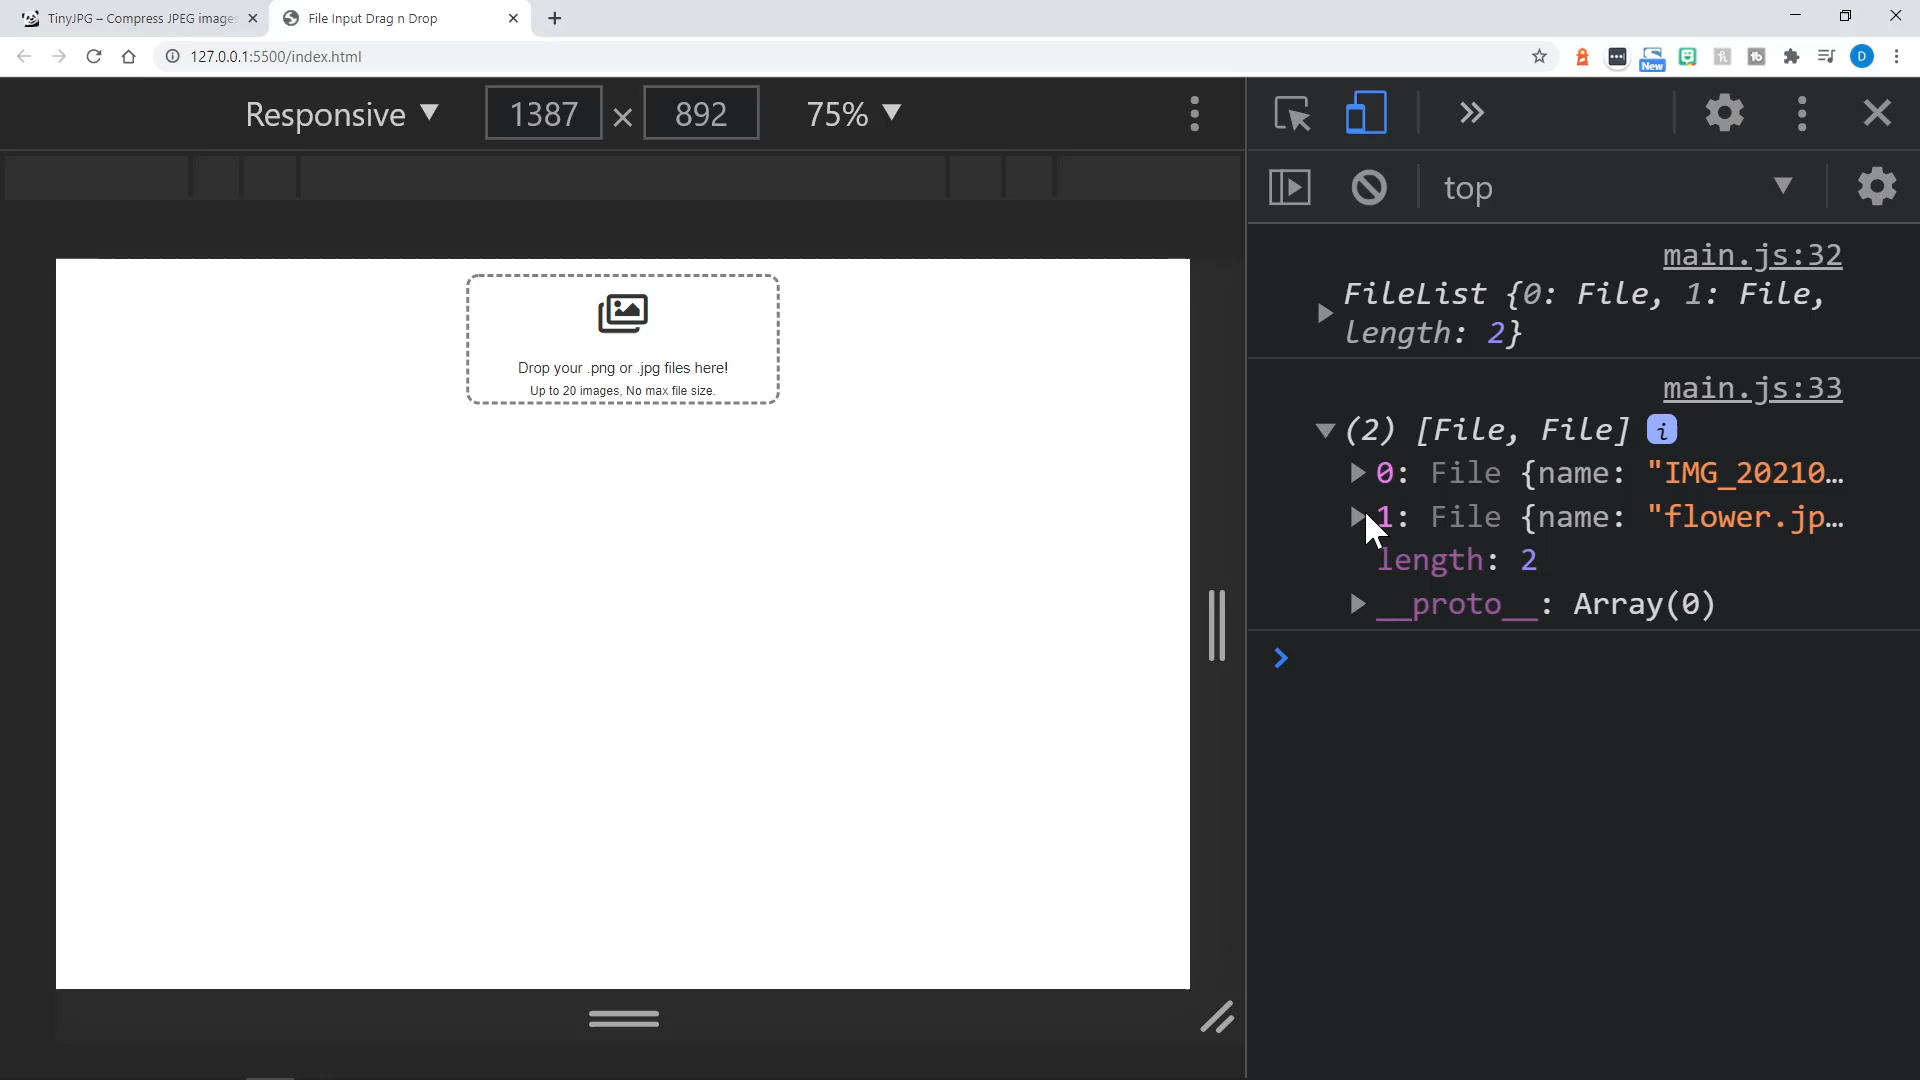 TinyJPG – Compress JPEG images
File Input Drag n Drop
127.0.0.1:5500/index.html
New
D
Responsive ▼ 1387 × 892 75% ▼
top
main.js:32
FileList {0: File, 1: File,
length: 2}
main.js:33
(2) [File, File] i
0: File {name: "IMG_20210…
1: File {name: "flower.jp…
length: 2
__proto__: Array(0)
Drop your .png or .jpg files here!
Up to 20 images, No max file size.